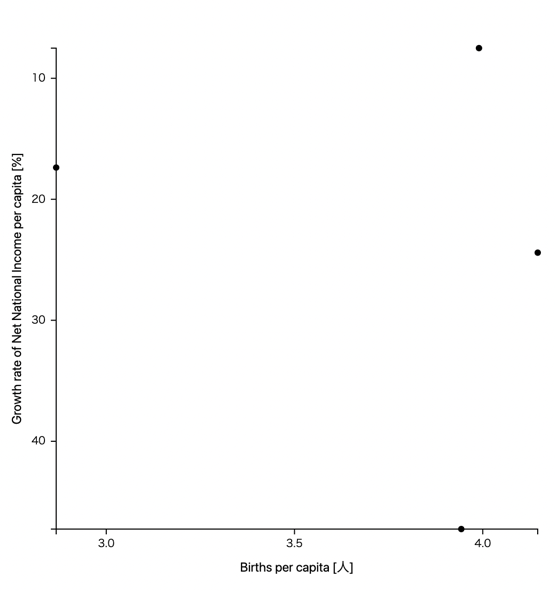 10
20
30
40
Growth rate of Net National Income per capita [%]
3.0 3.5 4.0
Births per capita [人]